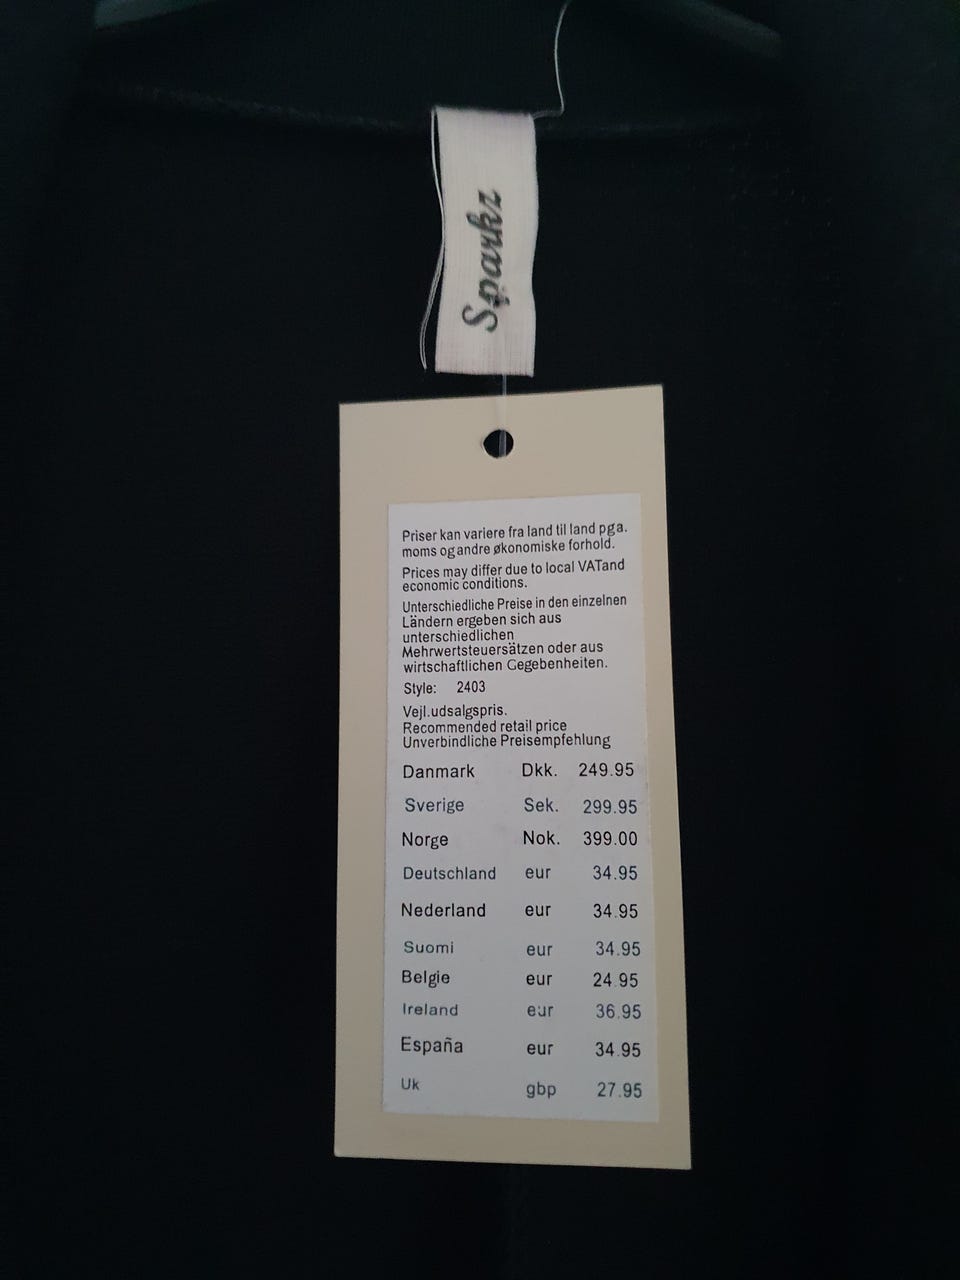 Sparkz
Priser kan variere fra land til land pga.
moms og andre økonomiske forhold.
Prices may differ due to local VATand
economic conditions.
Unterschiedliche Preise in den einzelnen
Ländern ergeben sich aus
unterschiedlichen
Mehrwertsteuersätzen oder aus
wirtschaftlichen Gegebenheiten.
Style: 2403
Vejl.udsalgspris.
Recommended retail price
Unverbindliche Preisempfehlung
Danmark Dkk. 249.95
Sverige Sek. 299.95
Norge Nok. 399.00
Deutschland eur 34.95
Nederland eur 34.95
Suomi eur 34.95
Belgie eur 24.95
Ireland eur 36.95
España eur 34.95
Uk gbp 27.95